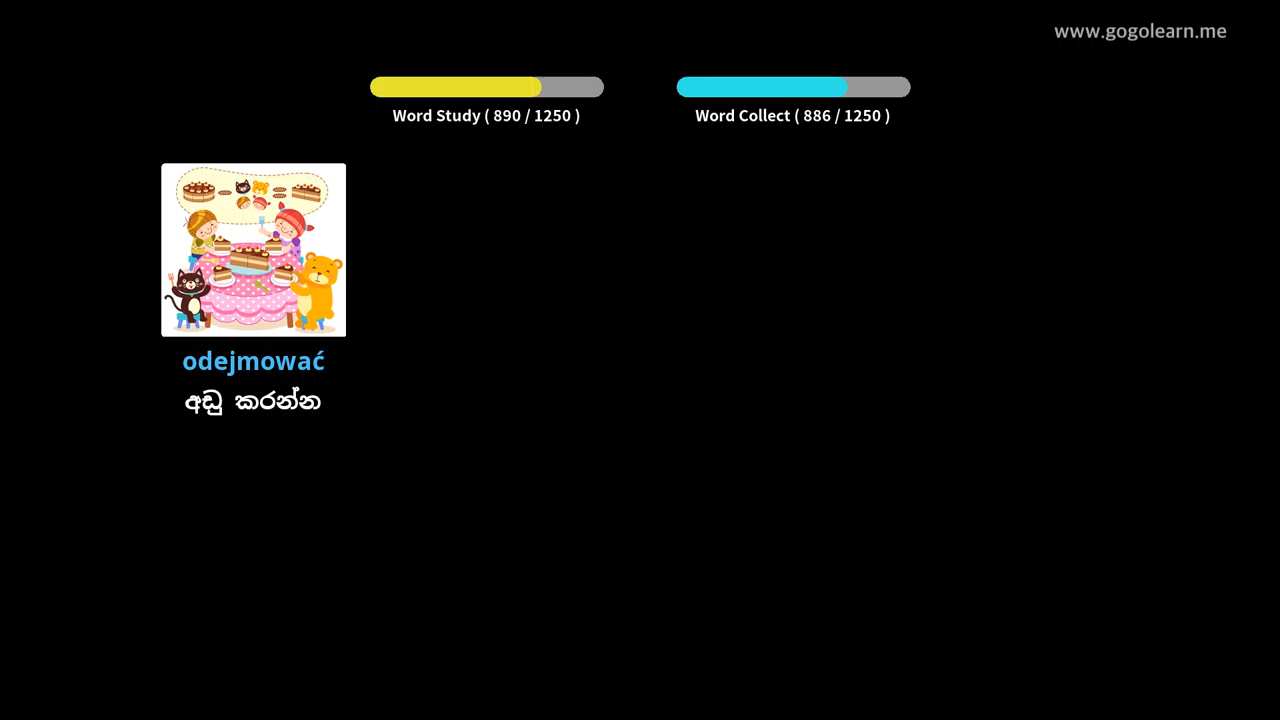 www.gogolearn.me
Word Study ( 890 / 1250 )
Word Collect ( 886 / 1250 )
odejmować
අඩු කරන්න